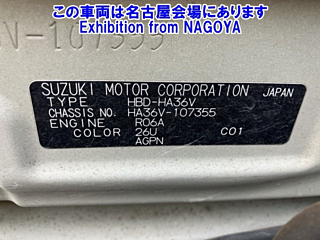 この車両は名古屋会場にあります
Exhibition from NAGOYA
V-107355
SUZUKI MOTOR CORPORATION JAPAN
TYPE HBD-HA36V
CHASSIS NO. HA36V-107355
ENGINE R06A
COLOR 26U C01
AGPN